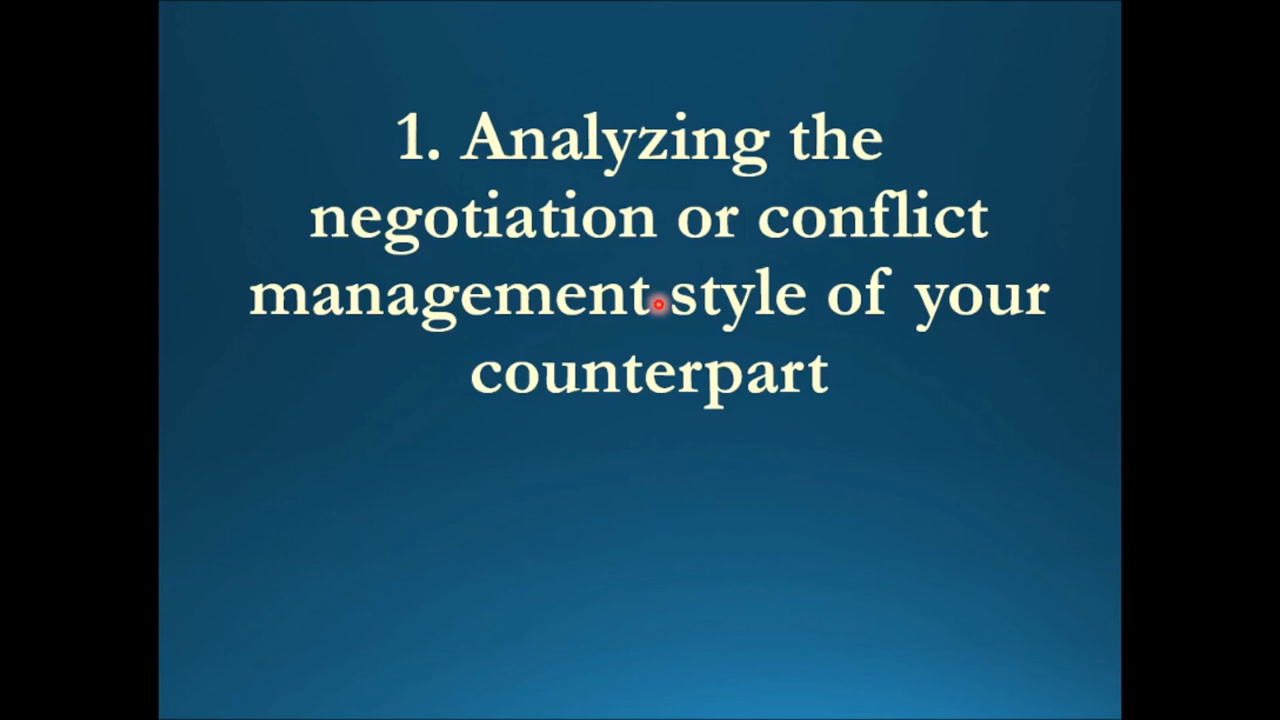 1. Analyzing the
negotiation or conflict
management style of your
counterpart